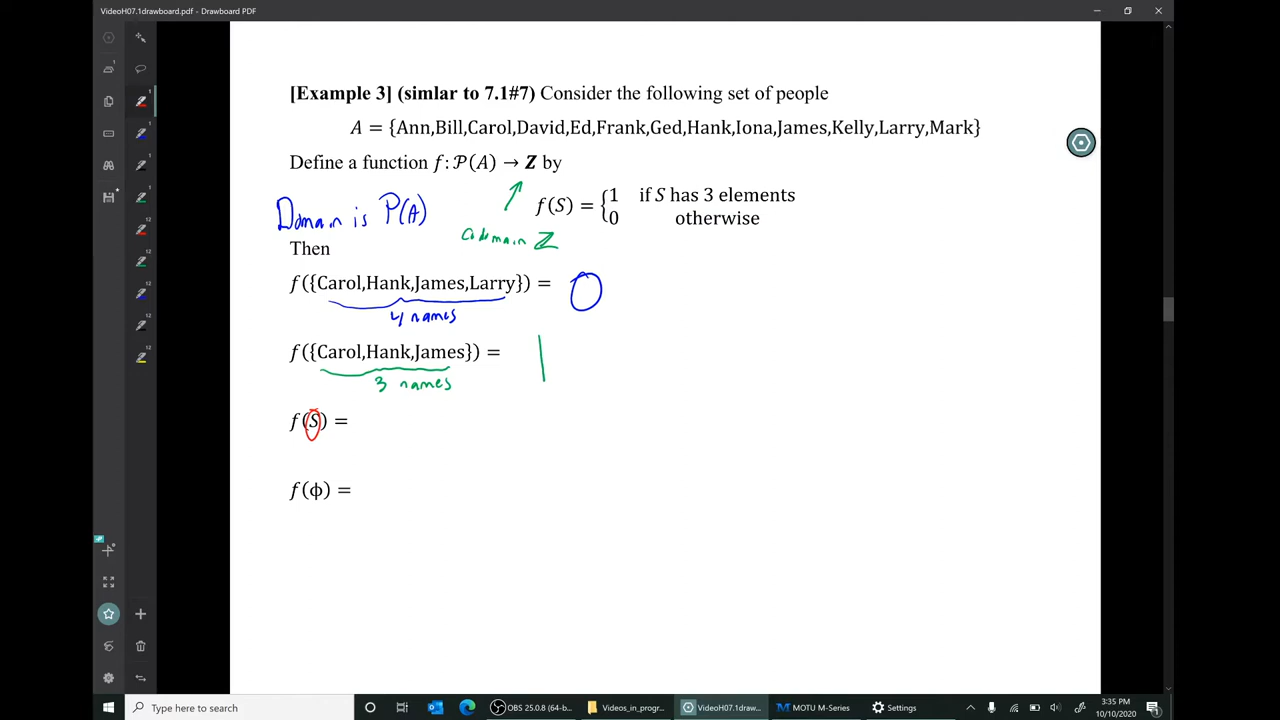 VideoH07.1drawboard.pdf - Drawboard PDF
[Example 3] (simlar to 7.1#7) Consider the following set of people
A = {Ann,Bill,Carol,David,Ed,Frank,Ged,Hank,Iona,James,Kelly,Larry,Mark}
Define a function f: 𝒫(A) → Z by
f(S) = {1 if S has 3 elements
0 otherwise
Domain is P(A)
codomain ℤ
Then
f({Carol,Hank,James,Larry}) = 0
4 names
f({Carol,Hank,James}) = 1
3 names
f(S) =
f(ϕ) =
Type here to search
OBS 25.0.8 (64-b...
Videos_in_progr...
VideoH07.1draw...
MOTU M-Series
Settings
3:35 PM
10/10/2020